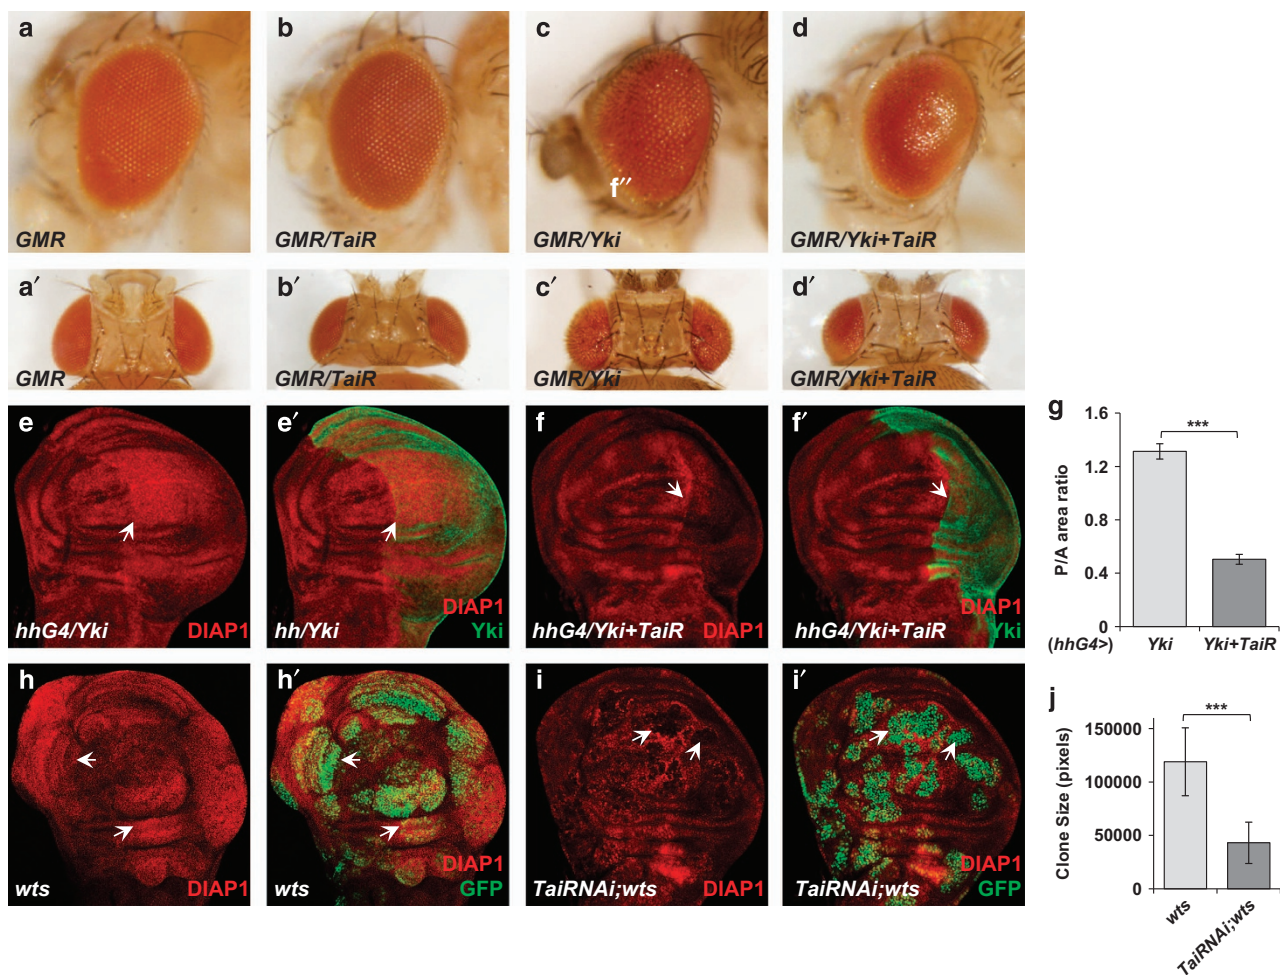 a
GMR
b
GMR/TaiR
c
f″
GMR/Yki
d
GMR/Yki+TaiR
a′
GMR
b′
GMR/TaiR
c′
GMR/Yki
d′
GMR/Yki+TaiR
e
hhG4/Yki DIAP1
e′
DIAP1
hh/Yki Yki
f
hhG4/Yki+TaiR DIAP1
f′
DIAP1
hhG4/Yki+TaiR Yki
g
1.6
1.2
0.8
0.4
0
P/A area ratio
***
(hhG4>) Yki Yki+TaiR
h
wts DIAP1
h′
DIAP1
wts GFP
i
TaiRNAi;wts DIAP1
i′
DIAP1
TaiRNAi;wts GFP
j
150000
100000
50000
0
Clone Size (pixels)
***
wts
TaiRNAi;wts